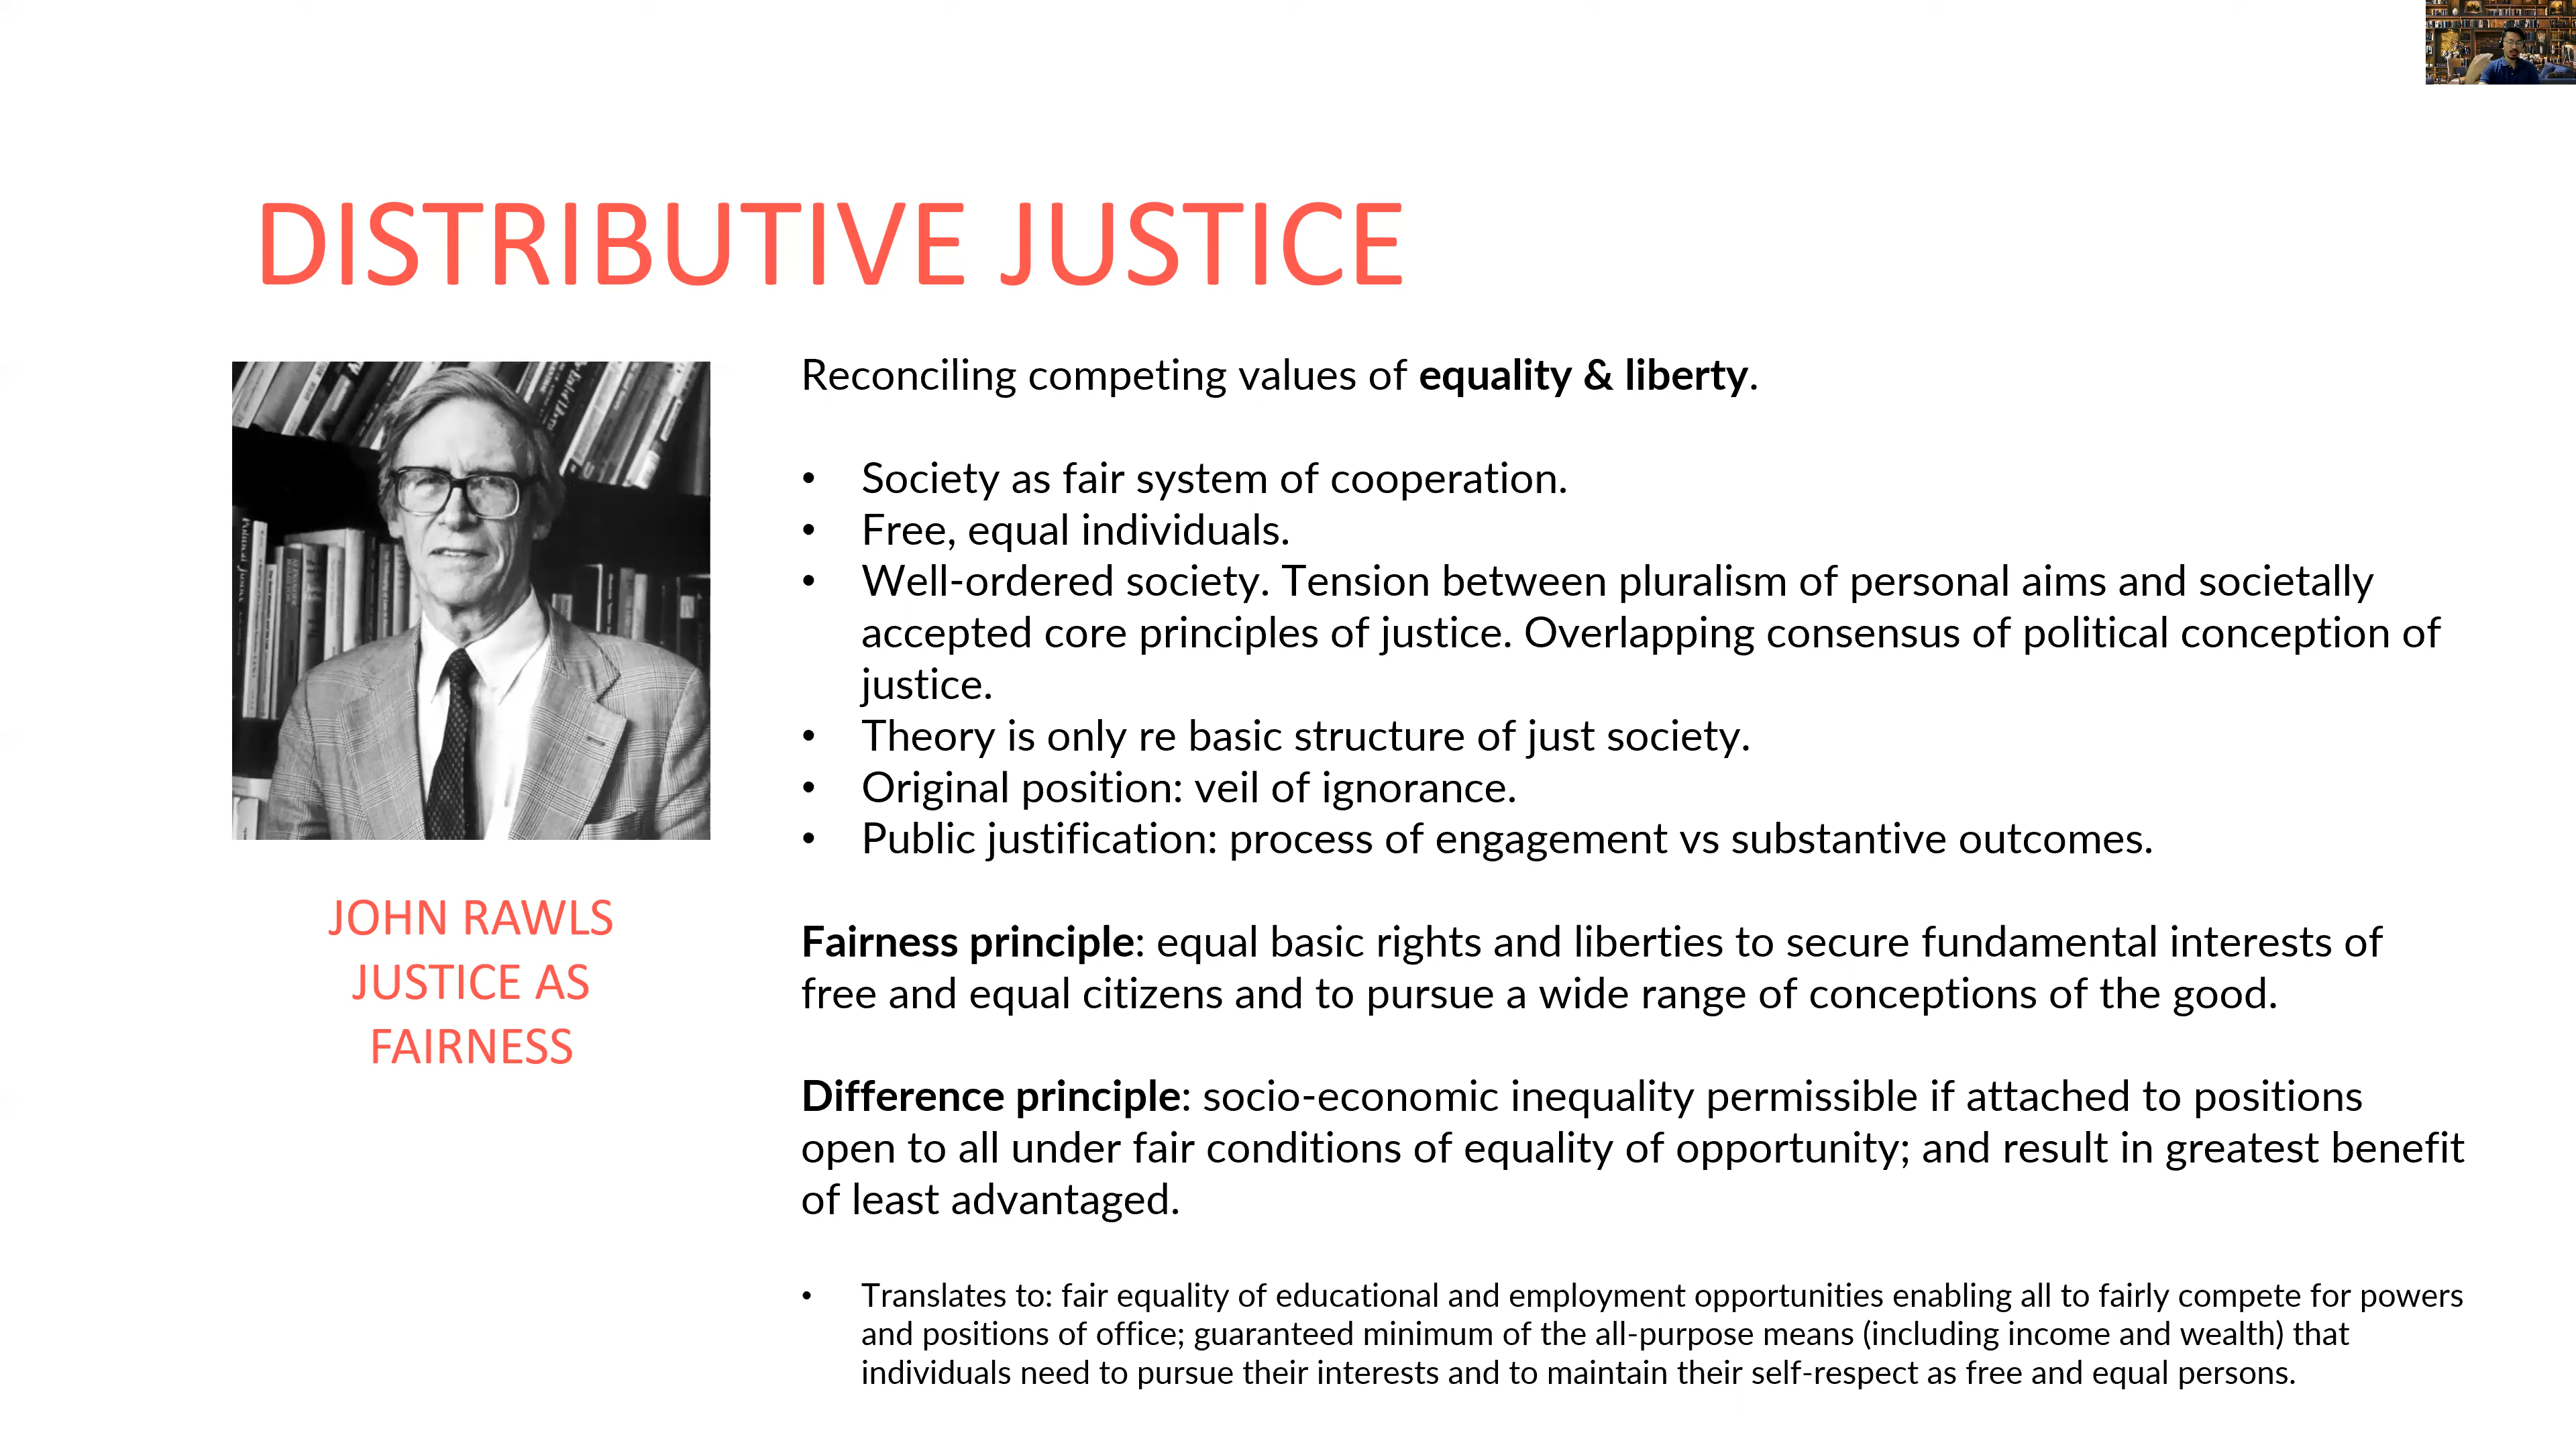 DISTRIBUTIVE JUSTICE
JOHN RAWLS
JUSTICE AS
FAIRNESS
Reconciling competing values of equality & liberty.
• Society as fair system of cooperation.
• Free, equal individuals.
• Well-ordered society. Tension between pluralism of personal aims and societally
accepted core principles of justice. Overlapping consensus of political conception of
justice.
• Theory is only re basic structure of just society.
• Original position: veil of ignorance.
• Public justification: process of engagement vs substantive outcomes.
Fairness principle: equal basic rights and liberties to secure fundamental interests of
free and equal citizens and to pursue a wide range of conceptions of the good.
Difference principle: socio-economic inequality permissible if attached to positions
open to all under fair conditions of equality of opportunity; and result in greatest benefit
of least advantaged.
• Translates to: fair equality of educational and employment opportunities enabling all to fairly compete for powers
and positions of office; guaranteed minimum of the all-purpose means (including income and wealth) that
individuals need to pursue their interests and to maintain their self-respect as free and equal persons.